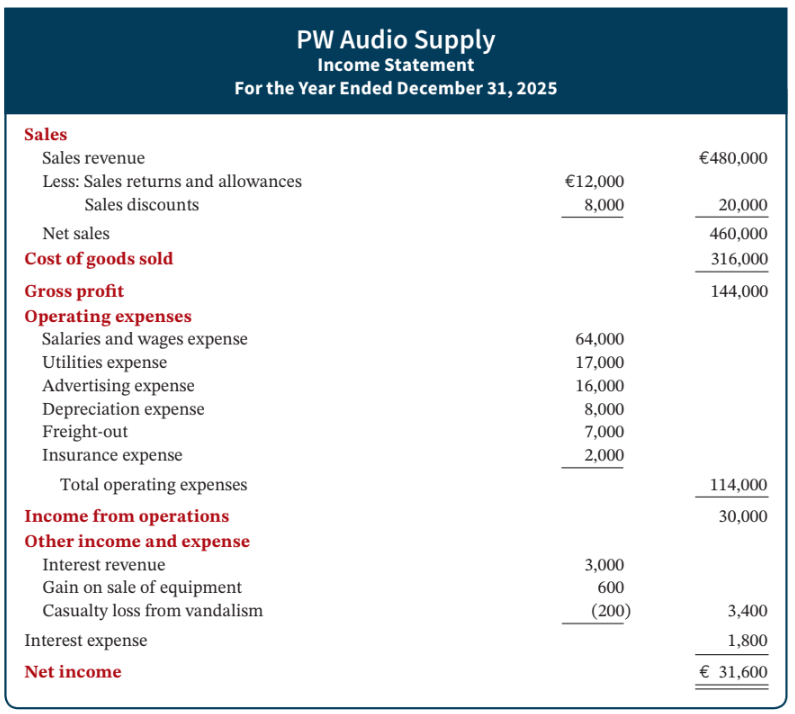 PW Audio Supply
Income Statement
For the Year Ended December 31, 2025
Sales
Sales revenue €480,000
Less: Sales returns and allowances €12,000
Sales discounts 8,000 20,000
Net sales 460,000
Cost of goods sold 316,000
Gross profit 144,000
Operating expenses
Salaries and wages expense 64,000
Utilities expense 17,000
Advertising expense 16,000
Depreciation expense 8,000
Freight-out 7,000
Insurance expense 2,000
Total operating expenses 114,000
Income from operations 30,000
Other income and expense
Interest revenue 3,000
Gain on sale of equipment 600
Casualty loss from vandalism (200) 3,400
Interest expense 1,800
Net income € 31,600